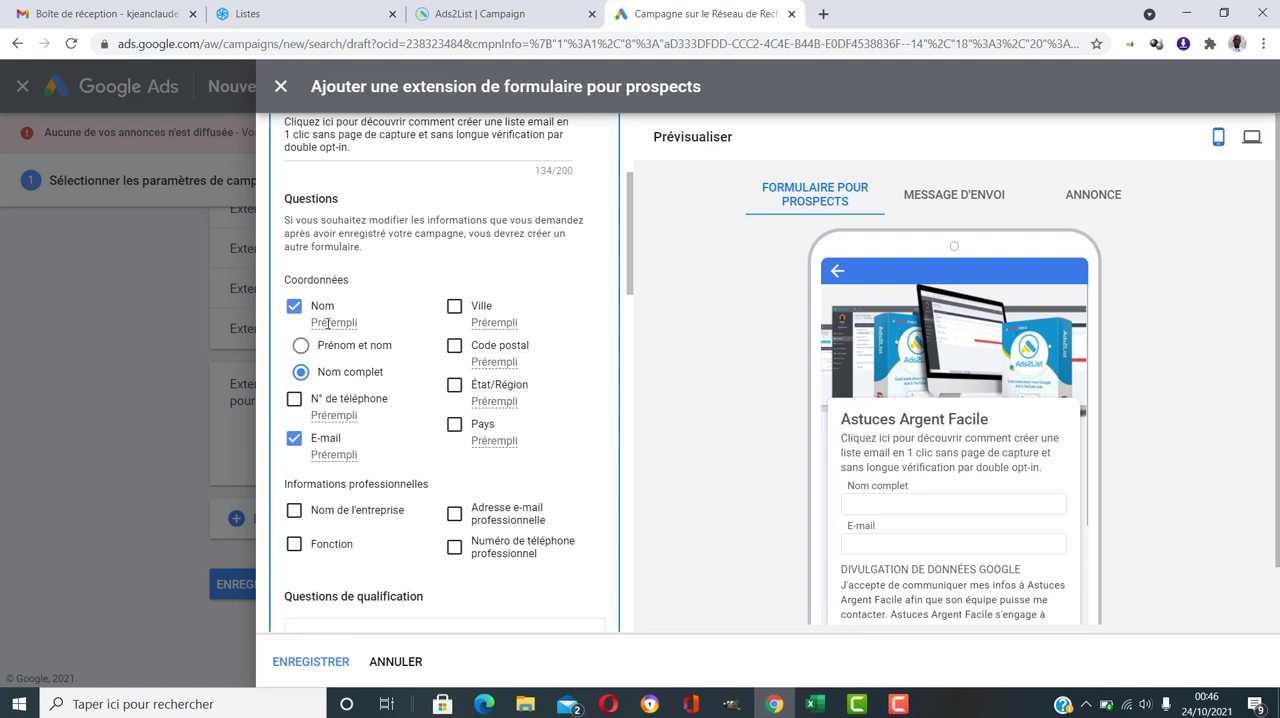 Boîte de réception - kjeanclaude
Listes
Ads2List | Campaign
Campagne sur le Réseau de Rech
ads.google.com/aw/campaigns/new/search/draft?ocid=238323484&cmpnInfo=%7B"1"%3A1%2C"8"%3A"aD333DFDD-CCC2-4C4E-B44B-E0DF4538836F--14"%2C"18"%3A3%2C"20"%3A...
Google Ads
Nouve
Ajouter une extension de formulaire pour prospects
Aucune de vos annonces n'est diffusée - Vo
1
Sélectionner les paramètres de camp
Exter
Exter
Exter
Exter
Exter
pour
ENREG
© Google, 2021.
Cliquez ici pour découvrir comment créer une liste email en
1 clic sans page de capture et sans longue vérification par
double opt-in.
134/200
Questions
Si vous souhaitez modifier les informations que vous demandez
après avoir enregistré votre campagne, vous devrez créer un
autre formulaire.
Coordonnées
Nom
Prérempli
Prénom et nom
Nom complet
N° de téléphone
Prérempli
E-mail
Prérempli
Ville
Prérempli
Code postal
Prérempli
État/Région
Prérempli
Pays
Prérempli
Informations professionnelles
Nom de l'entreprise
Fonction
Adresse e-mail
professionnelle
Numéro de téléphone
professionnel
Questions de qualification
ENREGISTRER
ANNULER
Prévisualiser
FORMULAIRE POUR
PROSPECTS
MESSAGE D'ENVOI
ANNONCE
Ads2List
Astuces Argent Facile
Cliquez ici pour découvrir comment créer une
liste email en 1 clic sans page de capture et
sans longue vérification par double opt-in.
Nom complet
E-mail
DIVULGATION DE DONNÉES GOOGLE
J'accepte de communiquer mes infos à Astuces
Argent Facile afin que son équipe puisse me
contacter. Astuces Argent Facile s'engage à
Taper ici pour rechercher
2
00:46
24/10/2021
9